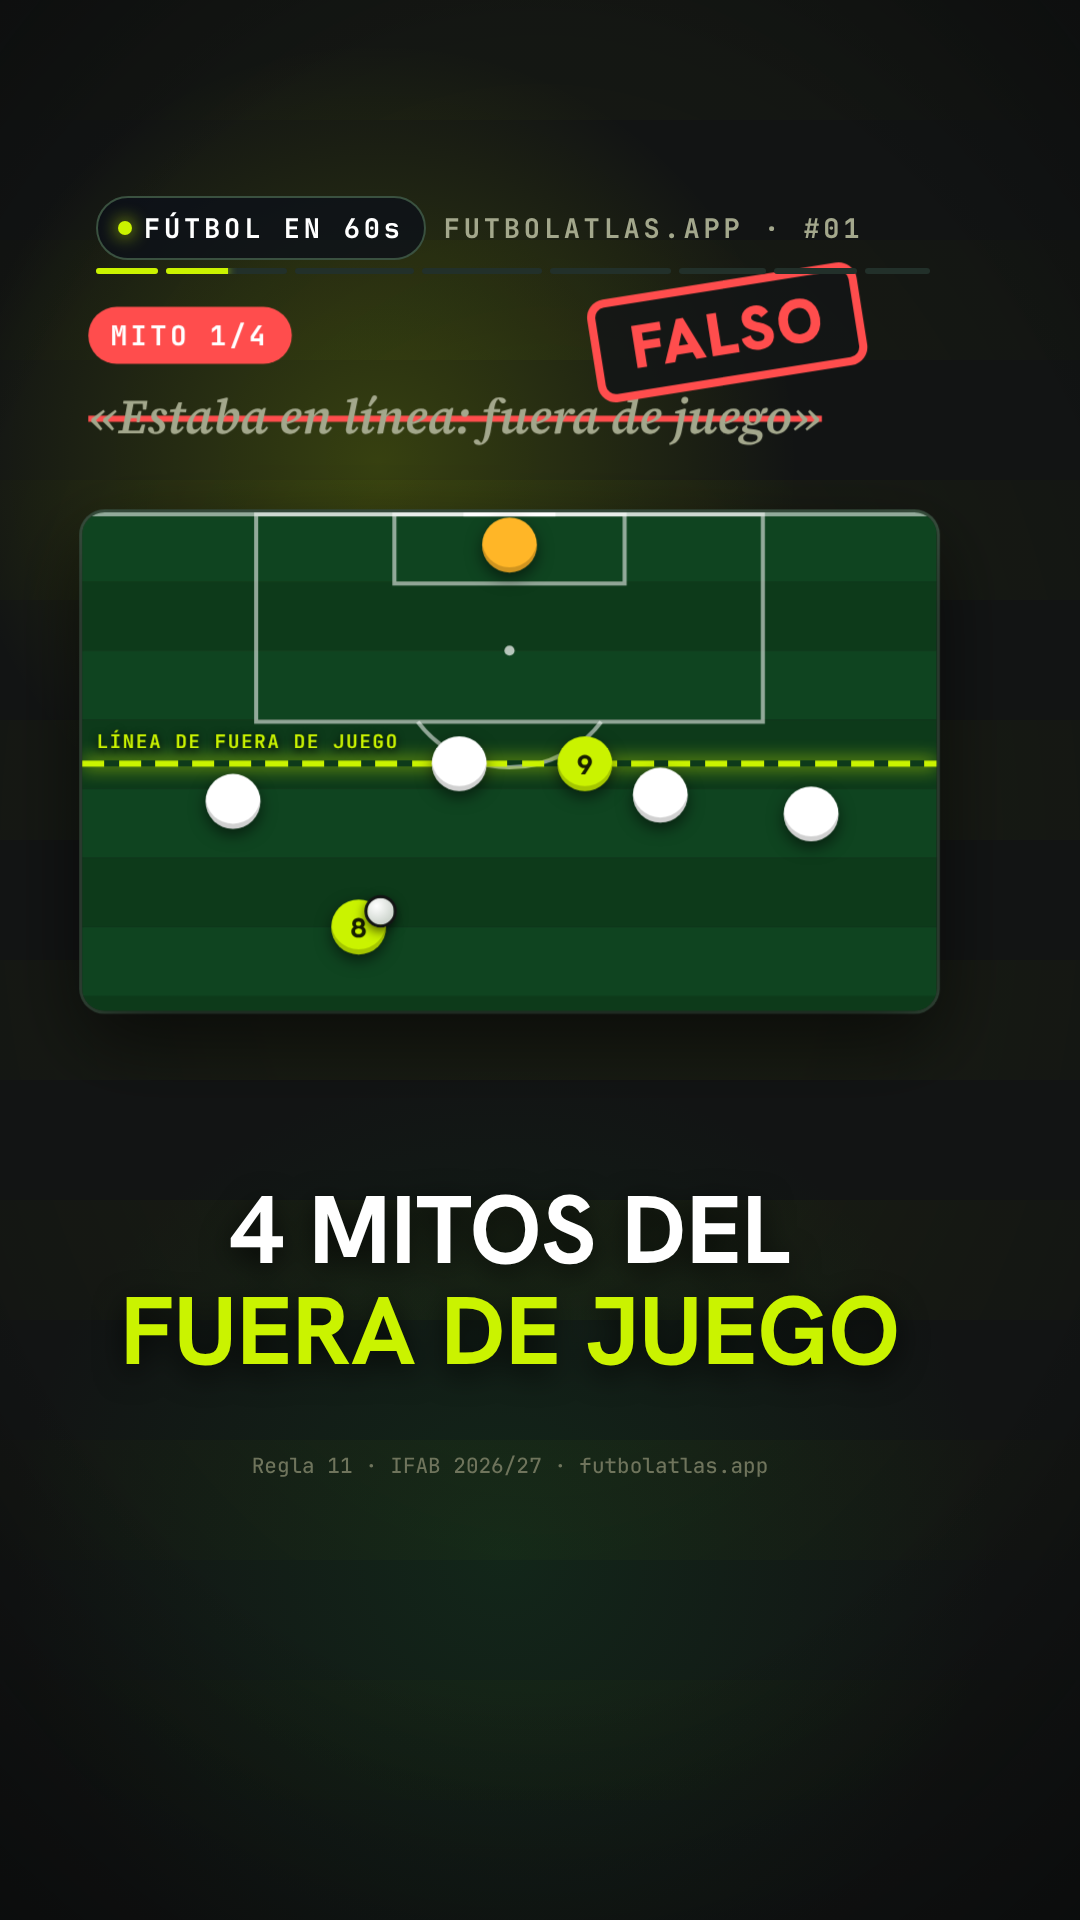 FÚTBOL EN 60s FUTBOLATLAS.APP · #01
MITO 1/4
FALSO
«Estaba en línea: fuera de juego»
LÍNEA DE FUERA DE JUEGO
9
8
4 MITOS DEL
FUERA DE JUEGO
Regla 11 · IFAB 2026/27 · futbolatlas.app